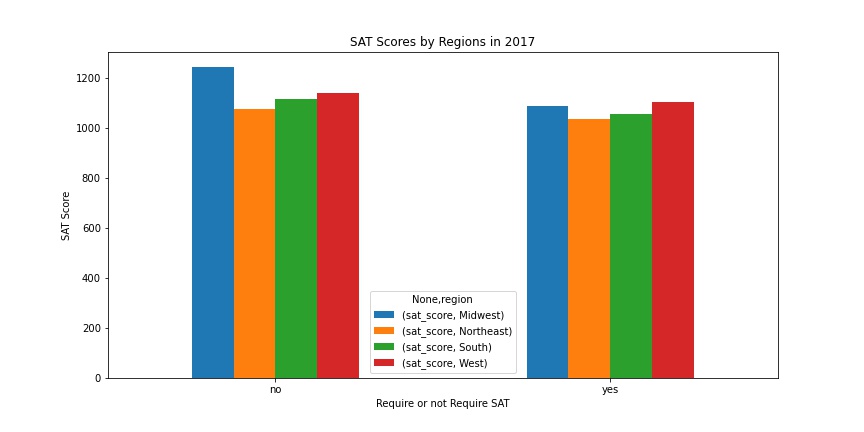 SAT Scores by Regions in 2017
SAT Score
1200
1000
800
600
400
200
0
None,region
(sat_score, Midwest)
(sat_score, Northeast)
(sat_score, South)
(sat_score, West)
no
yes
Require or not Require SAT